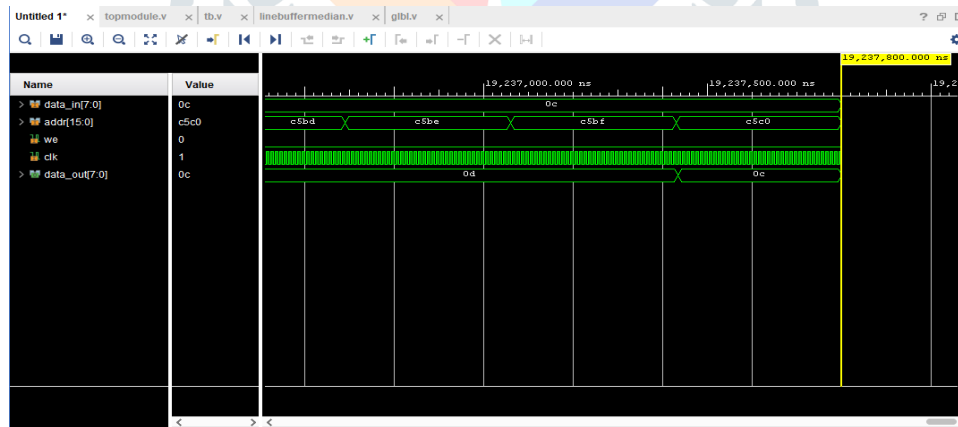 Untitled 1* × topmodule.v × tb.v × linebuffermedian.v × glbl.v ×
19,237,800.000 ns
Name Value
19,237,000.000 ns 19,237,500.000 ns 19,2
data_in[7:0] 0c 0c
addr[15:0] c5c0 c5bd c5be c5bf c5c0
we 0
clk 1
data_out[7:0] 0c 0d 0c